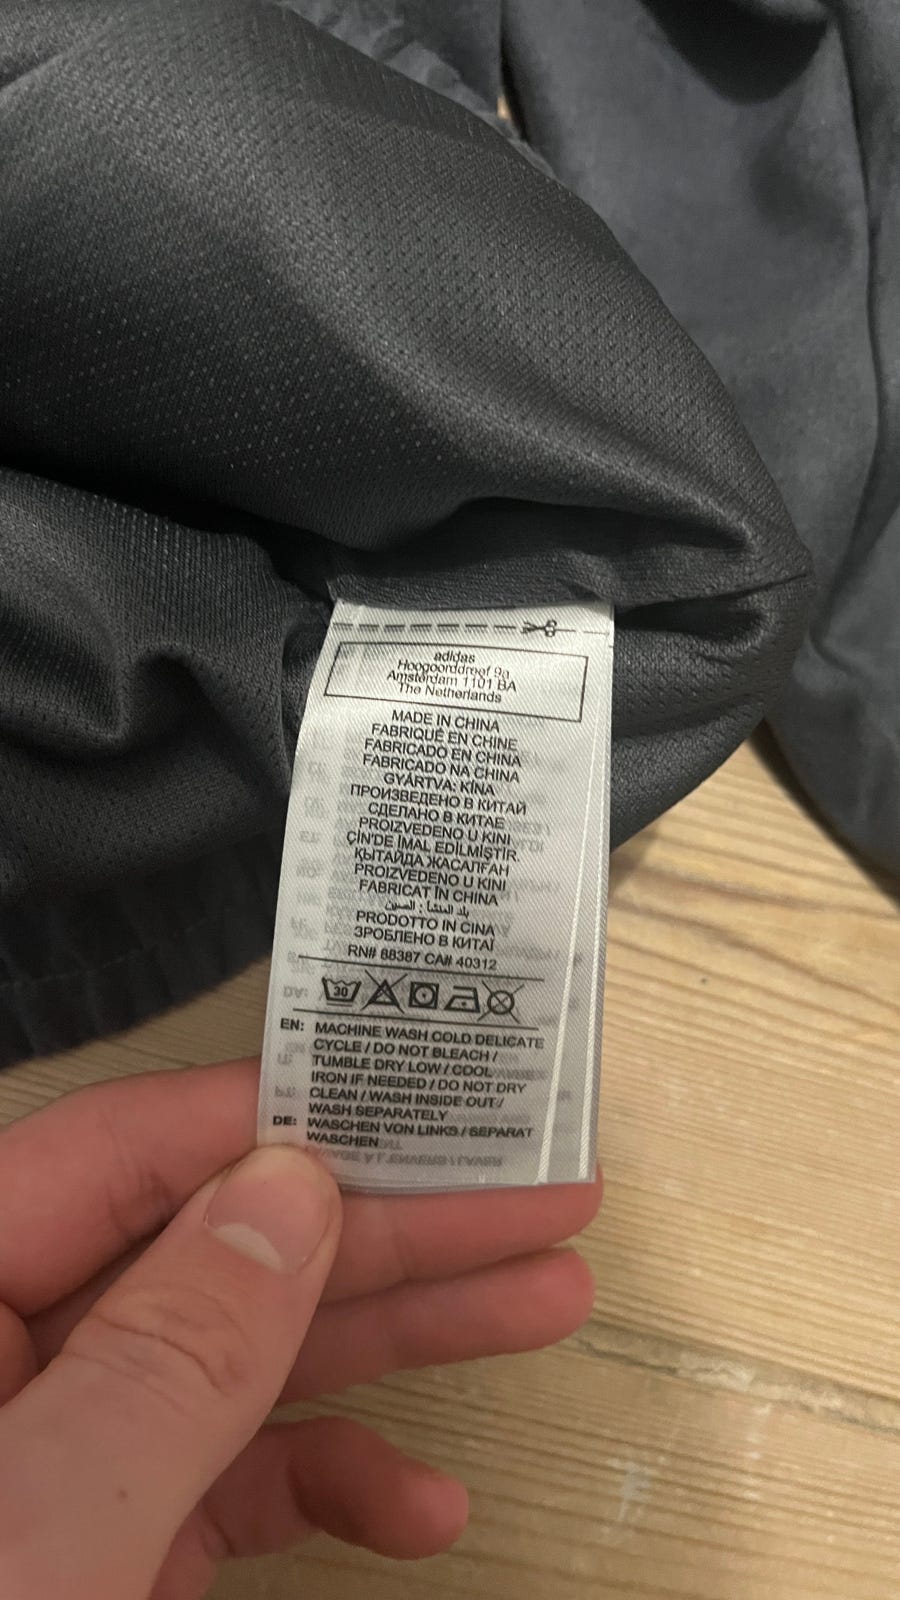 adidas
Hoogoorddreef 9a
Amsterdam 1101 BA
The Netherlands
MADE IN CHINA
FABRIQUÉ EN CHINE
FABRICADO EN CHINA
FABRICADO NA CHINA
GYÁRTVA: KÍNA
ПРОИЗВЕДЕНО В КИТАЙ
СДЕЛАНО В КИТАЕ
PROIZVEDENO U KINI
ÇİN'DE İMAL EDİLMİŞTİR.
ҚЫТАЙДА ЖАСАЛҒАН
PROIZVEDENO U KINI
FABRICAT ÎN CHINA
بلد المنشأ : الصين
PRODOTTO IN CINA
ЗРОБЛЕНО В КИТАЇ
RN# 88387 CA# 40312
30
EN: MACHINE WASH COLD DELICATE
CYCLE / DO NOT BLEACH /
TUMBLE DRY LOW / COOL
IRON IF NEEDED / DO NOT DRY
CLEAN / WASH INSIDE OUT /
WASH SEPARATELY
DE: WASCHEN VON LINKS / SEPARAT
WASCHEN